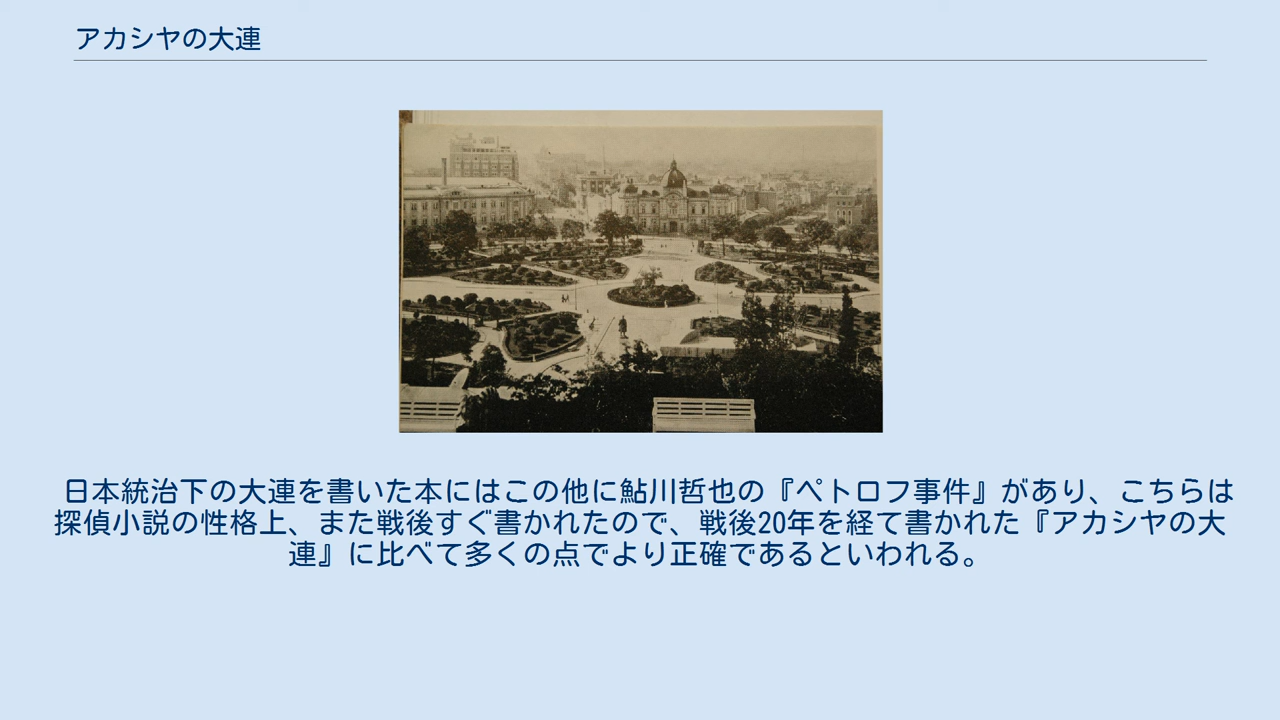 アカシヤの大連
日本統治下の大連を書いた本にはこの他に鮎川哲也の『ペトロフ事件』があり、こちらは
探偵小説の性格上、また戦後すぐ書かれたので、戦後20年を経て書かれた『アカシヤの大
連』に比べて多くの点でより正確であるといわれる。